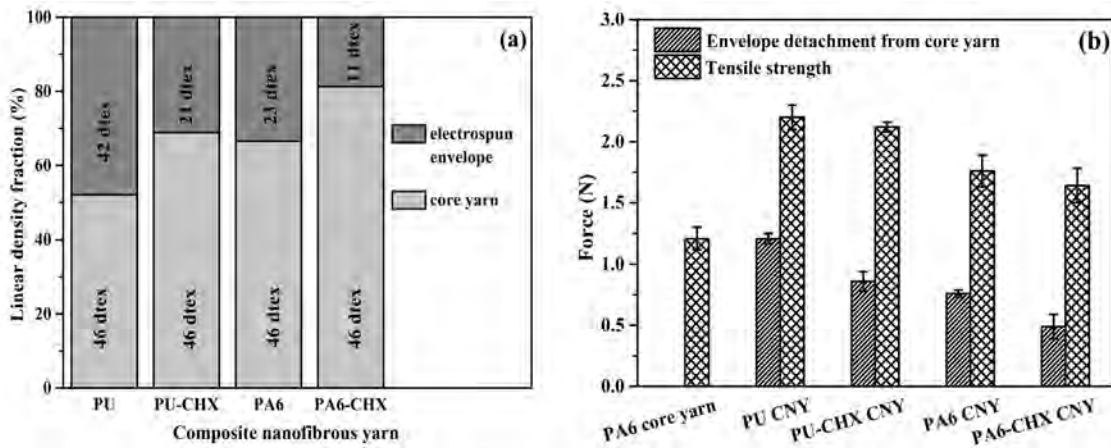 (a)
Linear density fraction (%)
100
80
60
40
20
0
42 dtex
21 dtex
23 dtex
11 dtex
46 dtex
46 dtex
46 dtex
46 dtex
electrospun
envelope
core yarn
PU
PU-CHX
PA6
PA6-CHX
Composite nanofibrous yarn
(b)
Envelope detachment from core yarn
Tensile strength
Force (N)
3.0
2.5
2.0
1.5
1.0
0.5
0.0
PA6 core yarn
PU CNY
PU-CHX CNY
PA6 CNY
PA6-CHX CNY